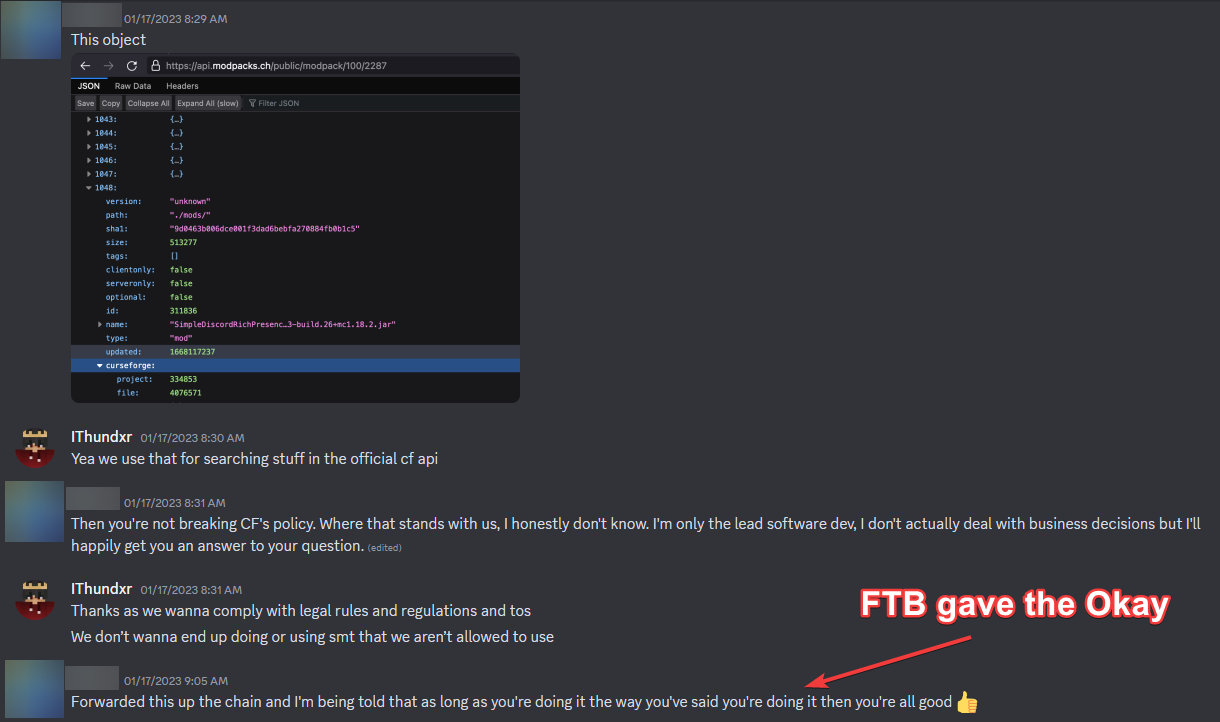 01/17/2023 8:29 AM
This object
https://api.modpacks.ch/public/modpack/100/2287
JSON Raw Data Headers
Save Copy Collapse All Expand All (slow) Filter JSON
1043: {…}
1044: {…}
1045: {…}
1046: {…}
1047: {…}
1048:
version: "unknown"
path: "./mods/"
sha1: "9d0463b006dce001f3dad6bebfa270884fb0b1c5"
size: 513277
tags: []
clientonly: false
serveronly: false
optional: false
id: 311836
name: "SimpleDiscordRichPresenc…3-build.26+mc1.18.2.jar"
type: "mod"
updated: 1668117237
curseforge:
project: 334853
file: 4076571
IThundxr 01/17/2023 8:30 AM
Yea we use that for searching stuff in the official cf api
01/17/2023 8:31 AM
Then you're not breaking CF's policy. Where that stands with us, I honestly don't know. I'm only the lead software dev, I don't actually deal with business decisions but I'll
happily get you an answer to your question. (edited)
IThundxr 01/17/2023 8:31 AM
Thanks as we wanna comply with legal rules and regulations and tos
We don't wanna end up doing or using smt that we aren't allowed to use
FTB gave the Okay
01/17/2023 9:05 AM
Forwarded this up the chain and I'm being told that as long as you're doing it the way you've said you're doing it then you're all good 👍